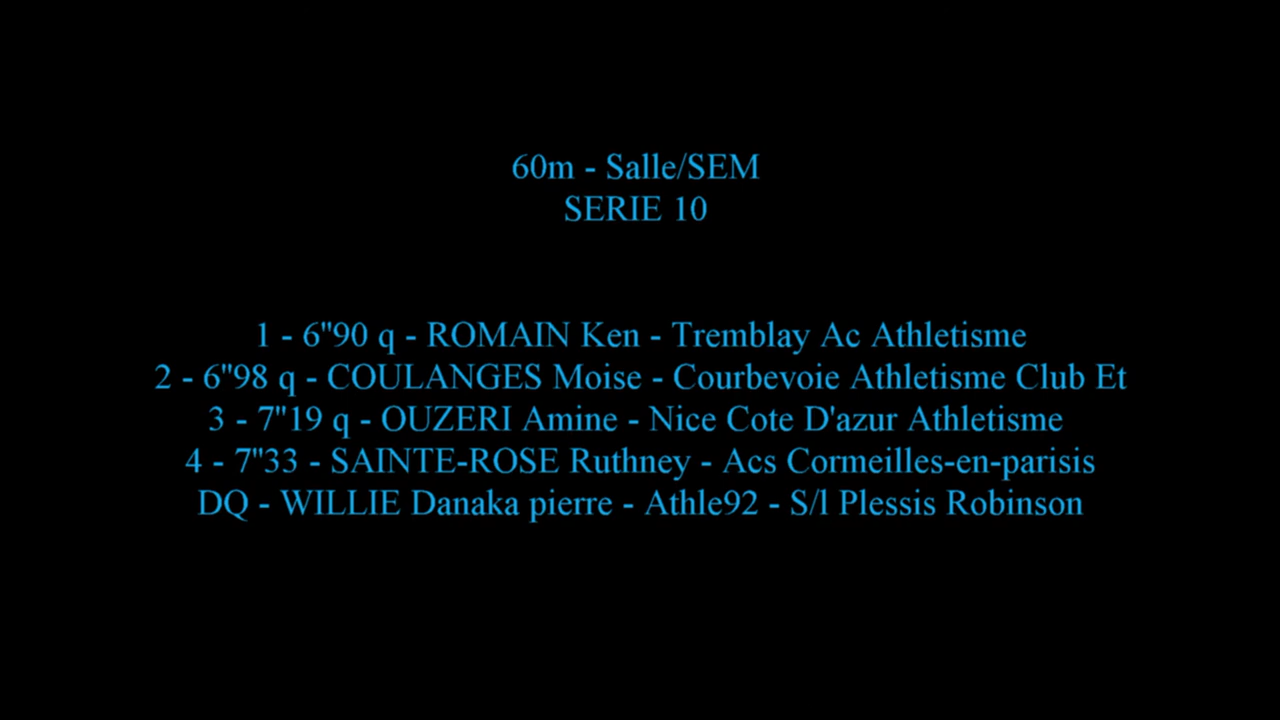 60m - Salle/SEM
SERIE 10
1 - 6"90 q - ROMAIN Ken - Tremblay Ac Athletisme
2 - 6"98 q - COULANGES Moise - Courbevoie Athletisme Club Et
3 - 7"19 q - OUZERI Amine - Nice Cote D'azur Athletisme
4 - 7"33 - SAINTE-ROSE Ruthney - Acs Cormeilles-en-parisis
DQ - WILLIE Danaka pierre - Athle92 - S/l Plessis Robinson